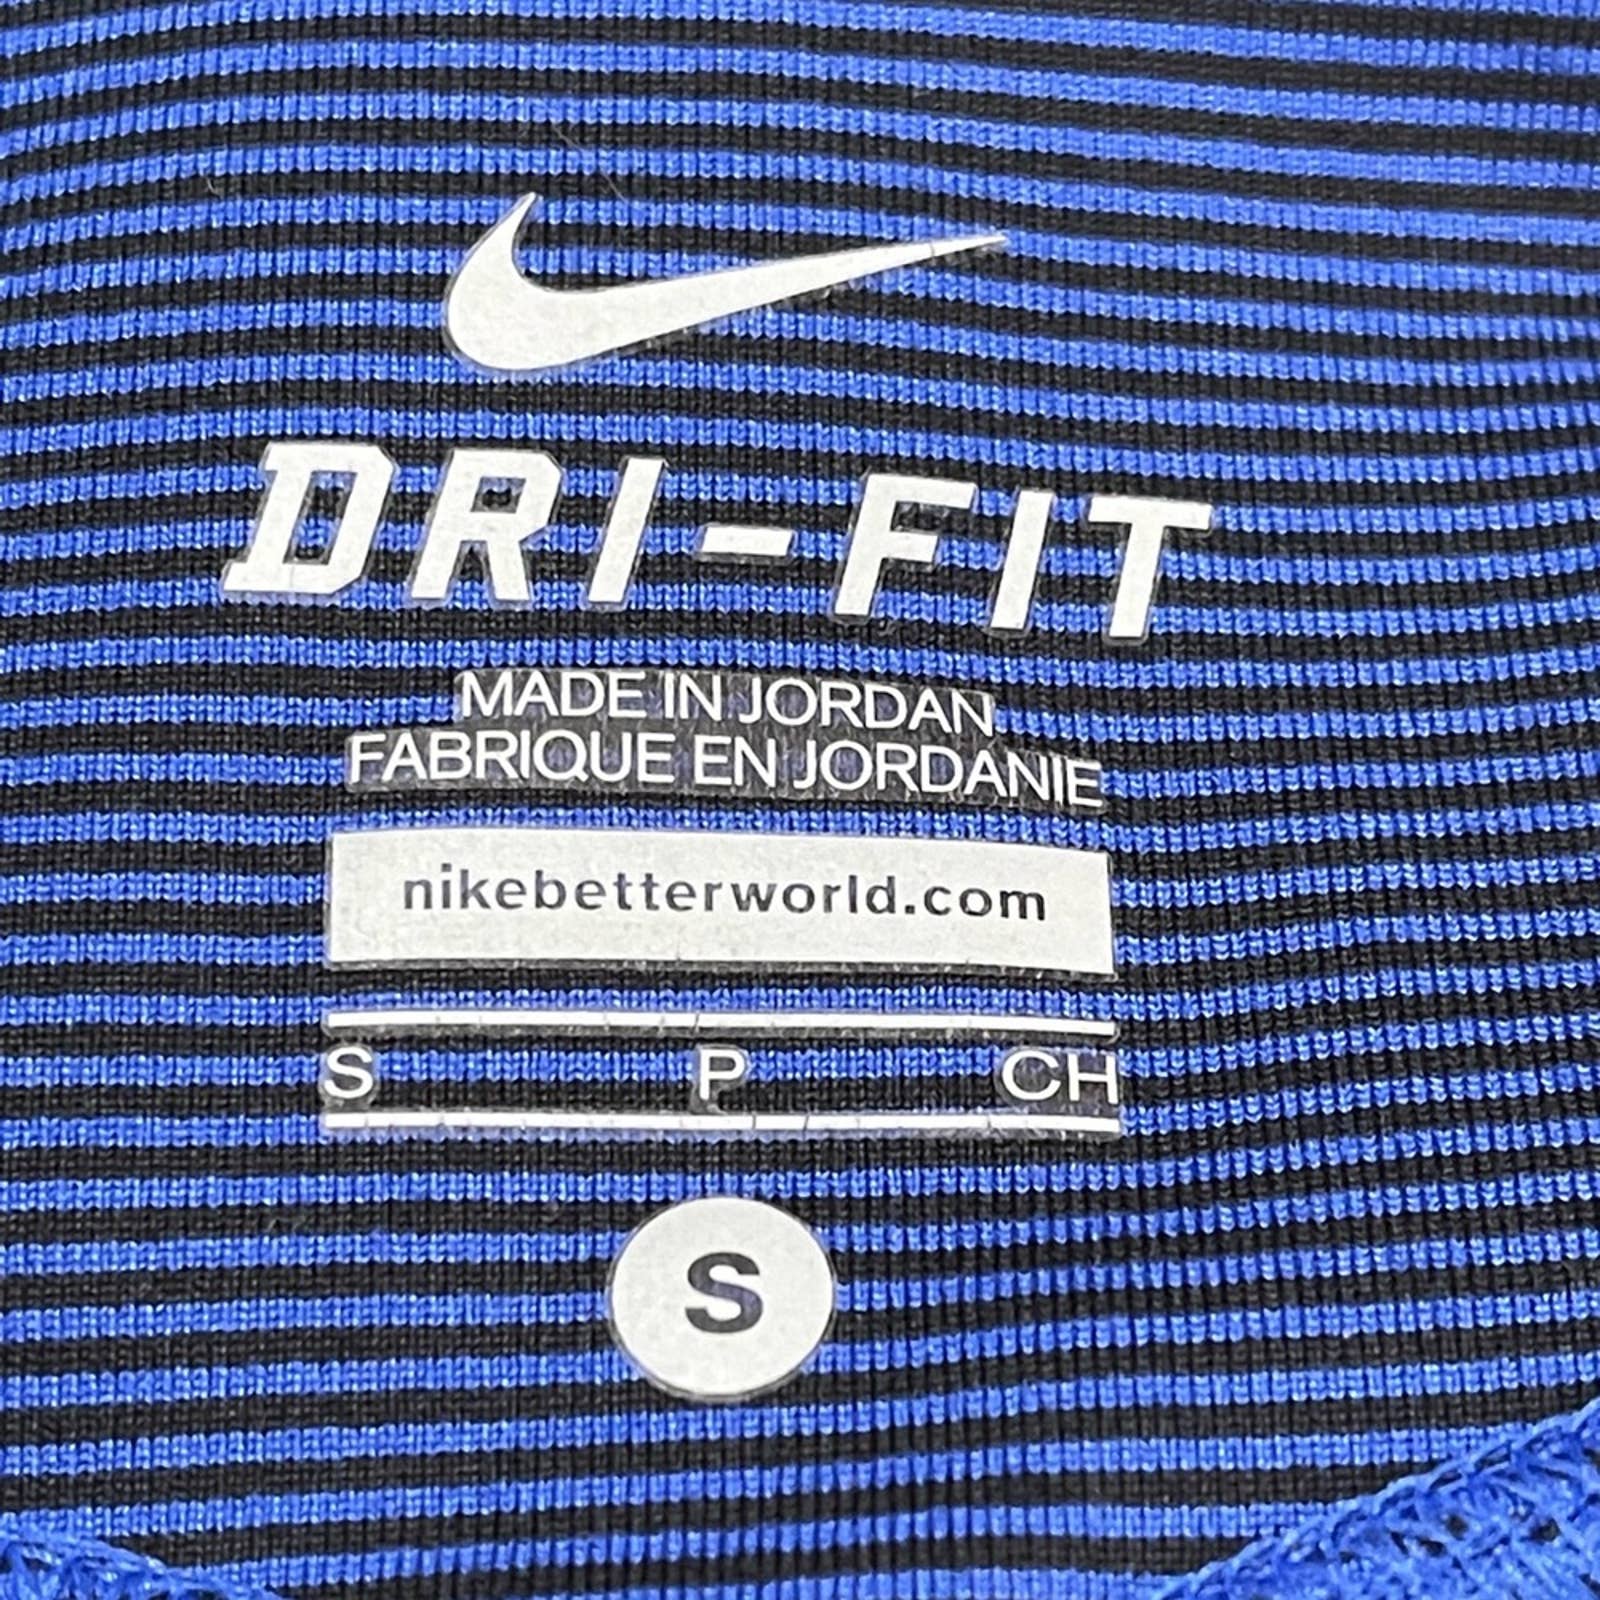 DRI-FIT
MADE IN JORDAN
FABRIQUE EN JORDANIE
nikebetterworld.com
S P CH
S